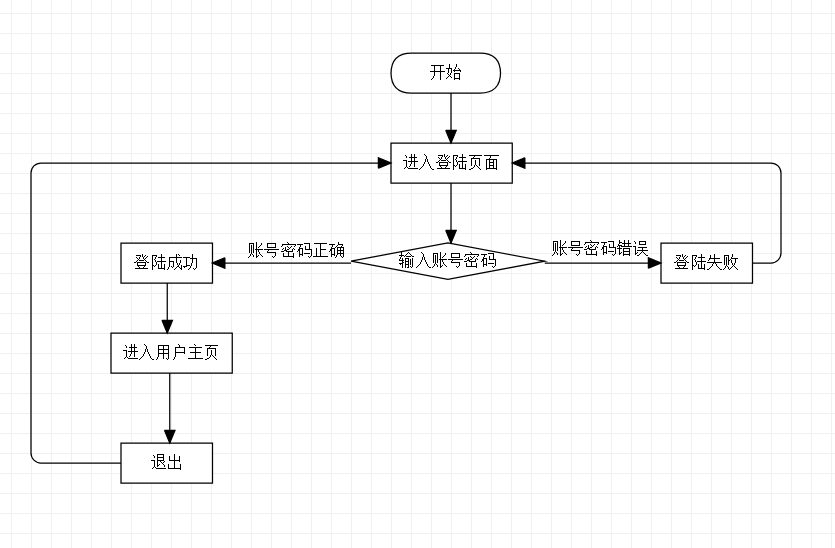 开始
进入登陆页面
账号密码正确
账号密码错误
登陆成功
输入账号密码
登陆失败
进入用户主页
退出